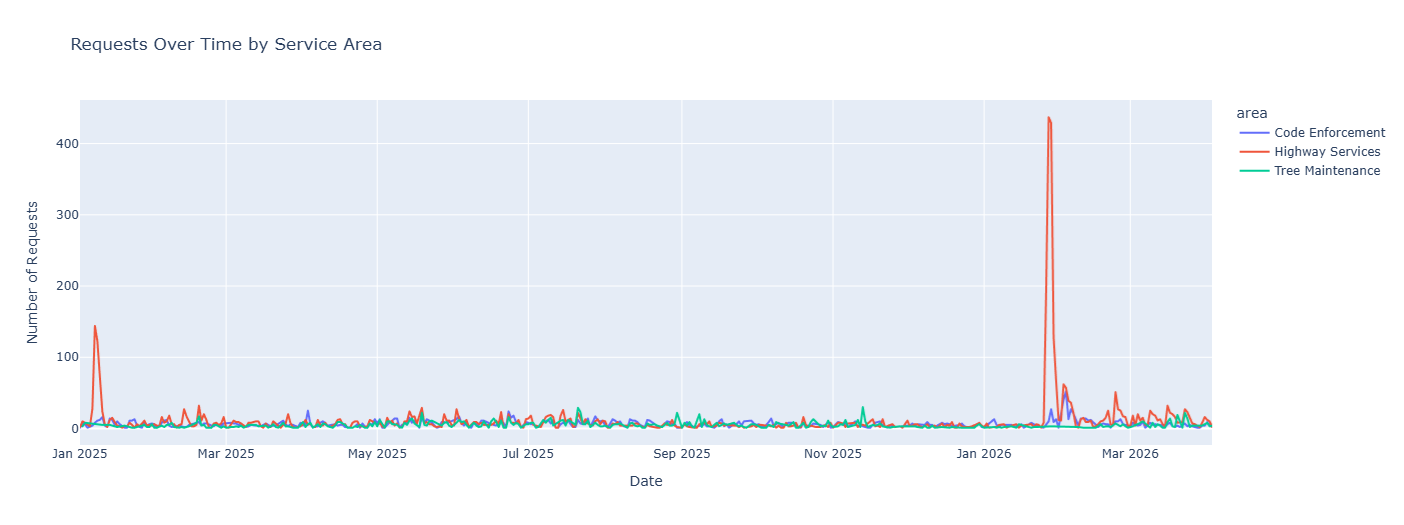 Requests Over Time by Service Area
area
Code Enforcement
Highway Services
Tree Maintenance
Number of Requests
400
300
200
100
0
Jan 2025
Mar 2025
May 2025
Jul 2025
Sep 2025
Nov 2025
Jan 2026
Mar 2026
Date